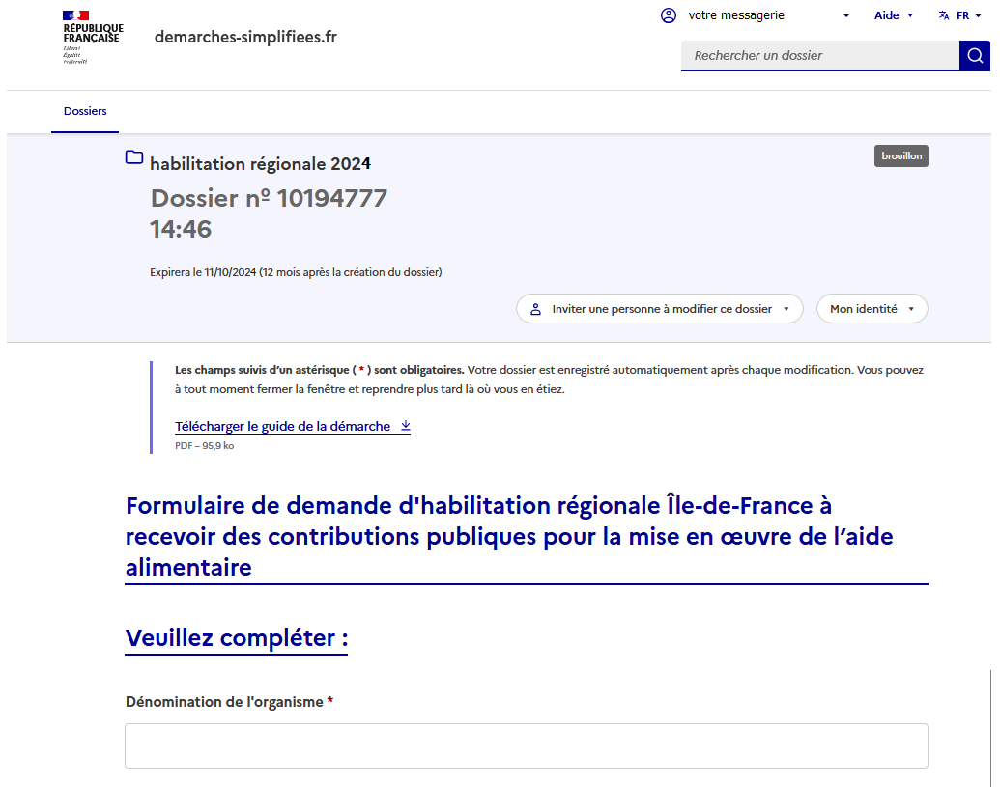 RÉPUBLIQUE
FRANÇAISE
Liberté
Égalité
Fraternité
demarches-simplifiees.fr
votre messagerie
Aide
FR
Rechercher un dossier
Dossiers
habilitation régionale 2024
brouillon
Dossier nº 10194777
14:46
Expirera le 11/10/2024 (12 mois après la création du dossier)
Inviter une personne à modifier ce dossier
Mon identité
Les champs suivis d’un astérisque ( * ) sont obligatoires. Votre dossier est enregistré automatiquement après chaque modification. Vous pouvez
à tout moment fermer la fenêtre et reprendre plus tard là où vous en étiez.
Télécharger le guide de la démarche
PDF – 95,9 ko
Formulaire de demande d'habilitation régionale Île-de-France à
recevoir des contributions publiques pour la mise en œuvre de l’aide
alimentaire
Veuillez compléter :
Dénomination de l'organisme *